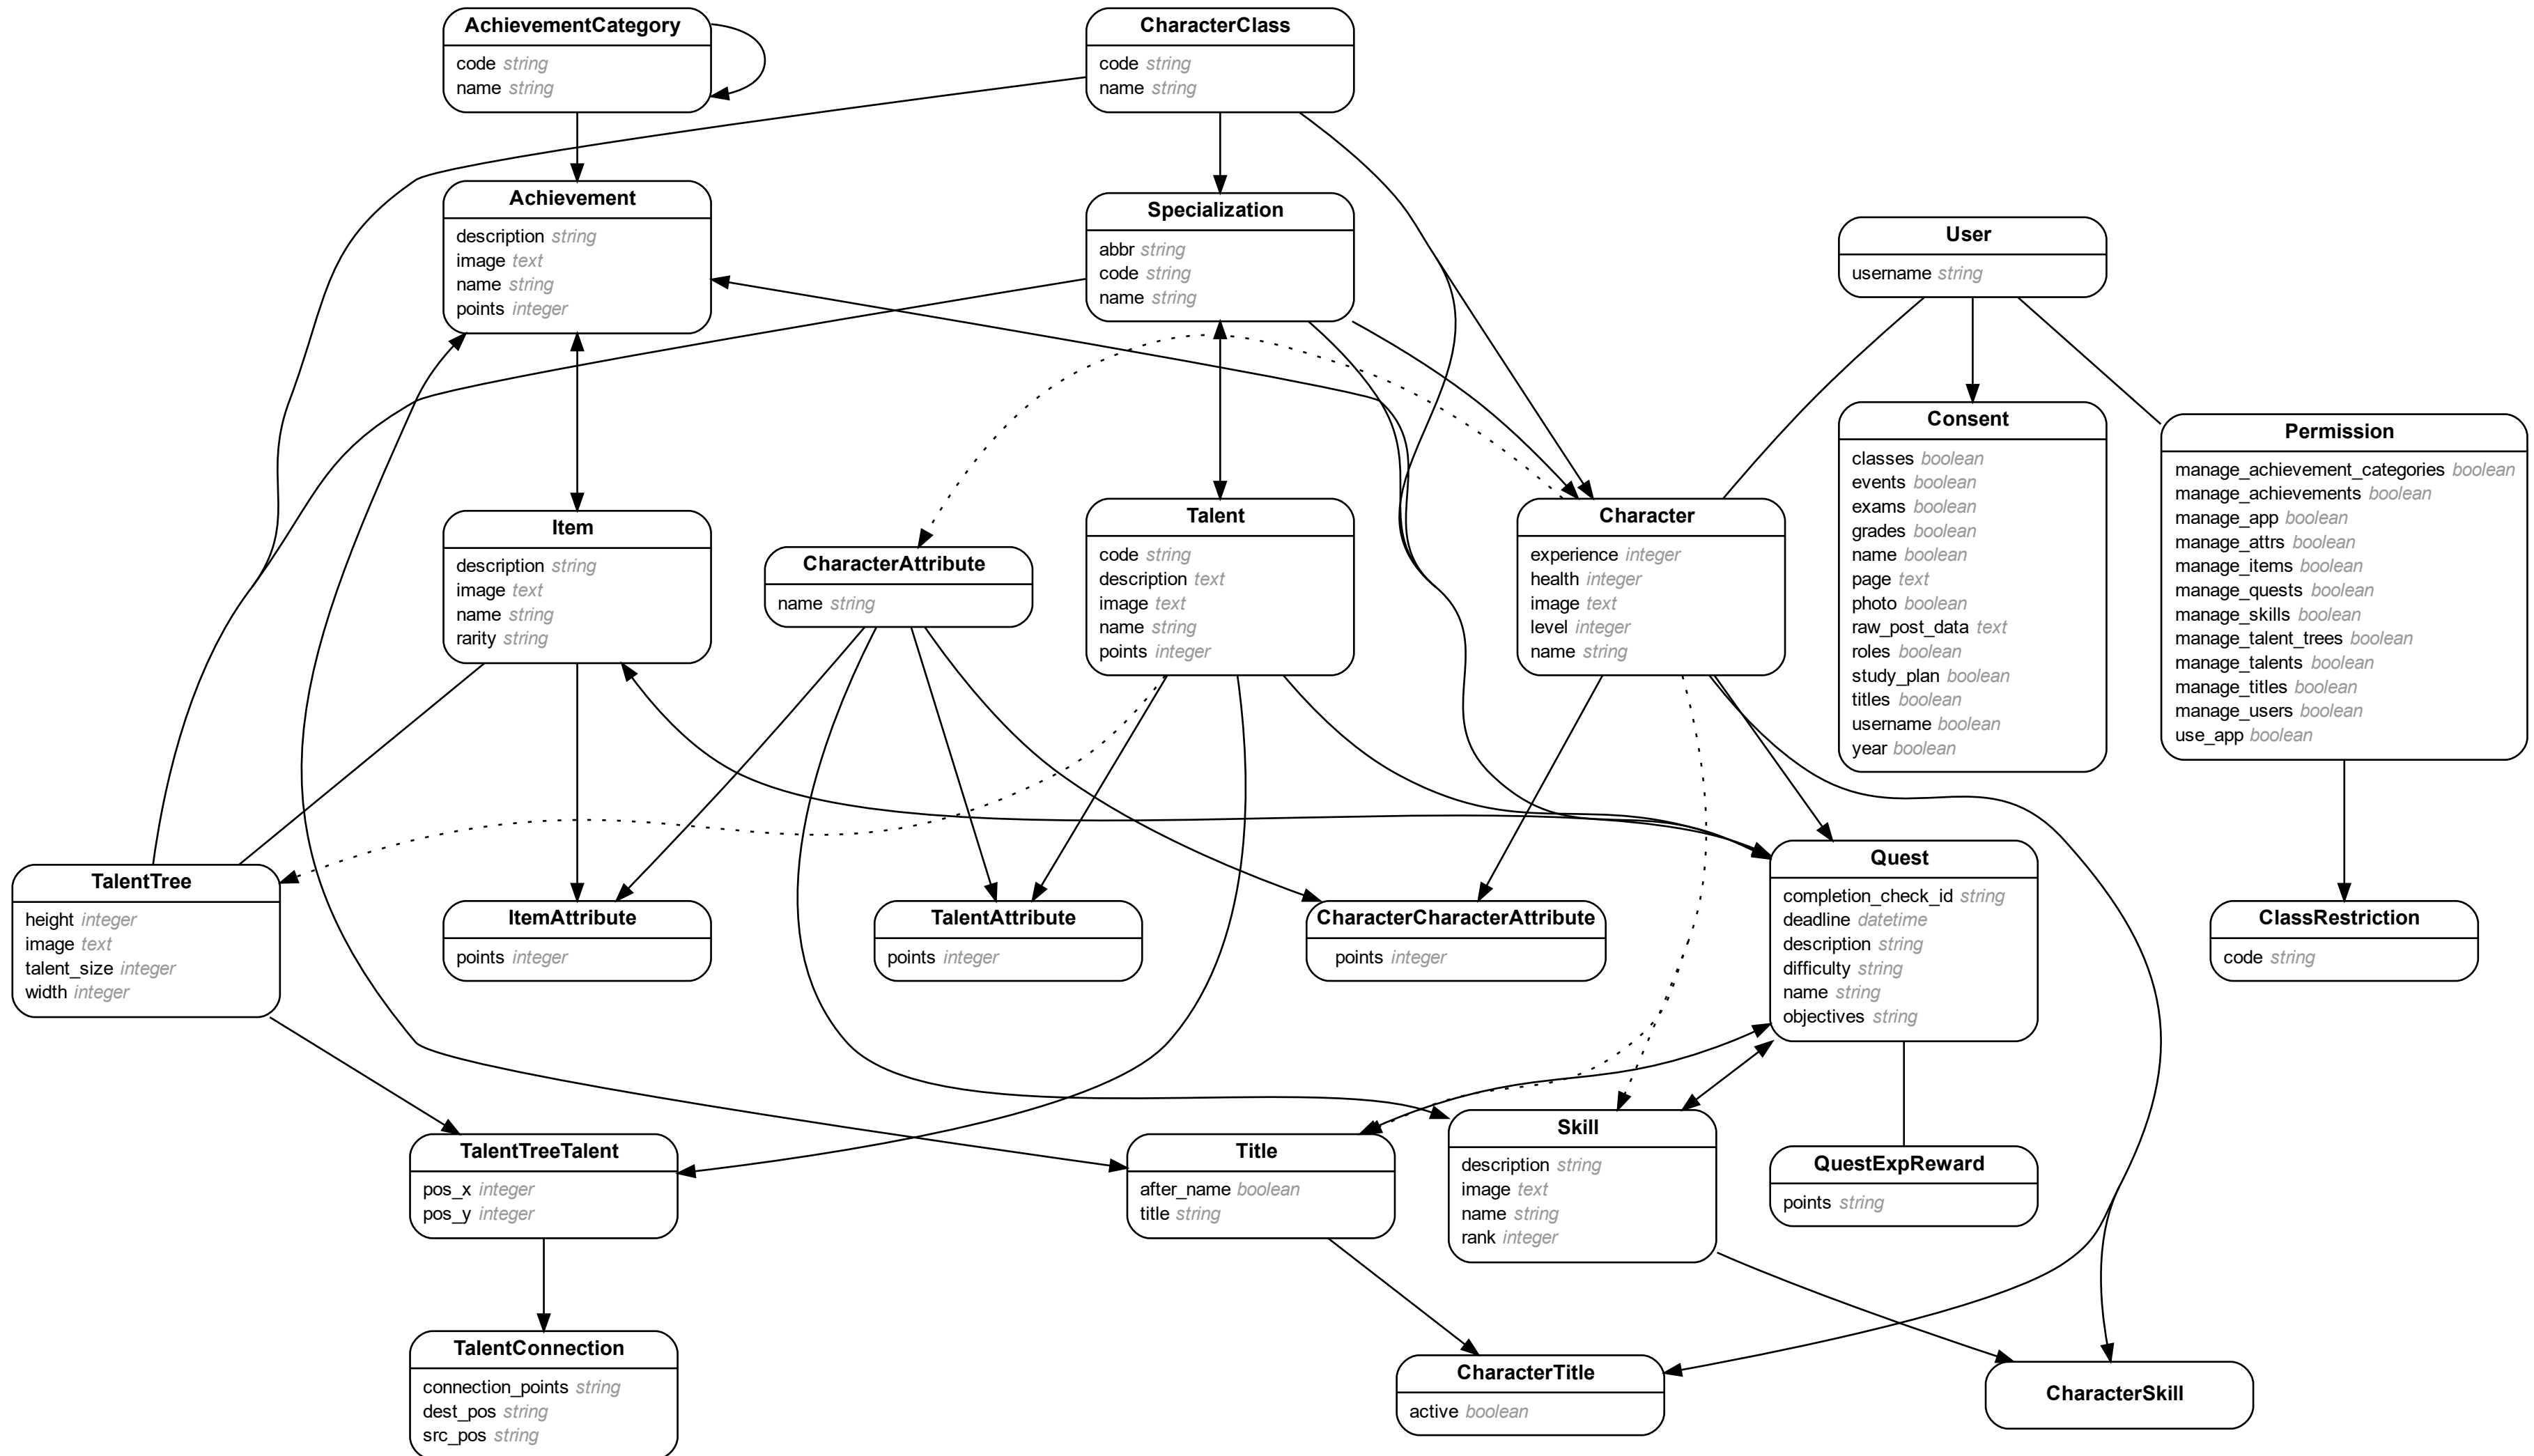 AchievementCategory
code string
name string
CharacterClass
code string
name string
Achievement
description string
image text
name string
points integer
Specialization
abbr string
code string
name string
User
username string
Consent
classes boolean
events boolean
exams boolean
grades boolean
name boolean
page text
photo boolean
raw_post_data text
roles boolean
study_plan boolean
titles boolean
username boolean
year boolean
Permission
manage_achievement_categories boolean
manage_achievements boolean
manage_app boolean
manage_attrs boolean
manage_items boolean
manage_quests boolean
manage_skills boolean
manage_talent_trees boolean
manage_talents boolean
manage_titles boolean
manage_users boolean
use_app boolean
Item
description string
image text
name string
rarity string
CharacterAttribute
name string
Talent
code string
description text
image text
name string
points integer
Character
experience integer
health integer
image text
level integer
name string
TalentTree
height integer
image text
talent_size integer
width integer
ItemAttribute
points integer
TalentAttribute
points integer
CharacterCharacterAttribute
points integer
Quest
completion_check_id string
deadline datetime
description string
difficulty string
name string
objectives string
ClassRestriction
code string
TalentTreeTalent
pos_x integer
pos_y integer
Title
after_name boolean
title string
Skill
description string
image text
name string
rank integer
QuestExpReward
points string
TalentConnection
connection_points string
dest_pos string
src_pos string
CharacterTitle
active boolean
CharacterSkill